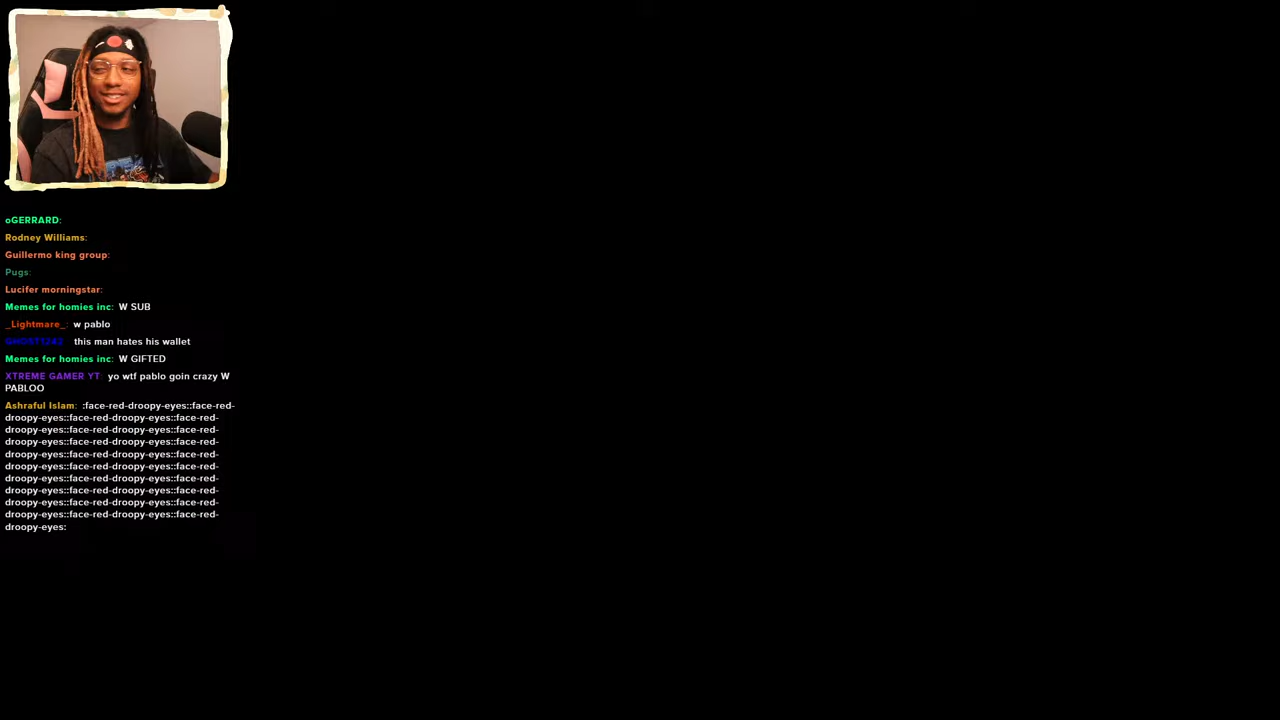 oGERRARD:
Rodney Williams:
Guillermo king group:
Pugs:
Lucifer morningstar:
Memes for homies inc: W SUB
_Lightmare_: w pablo
this man hates his wallet
Memes for homies inc: W GIFTED
XTREME GAMER YT: yo wtf pablo goin crazy W
PABLOO
Ashraful Islam: :face-red-droopy-eyes::face-red-
droopy-eyes::face-red-droopy-eyes::face-red-
droopy-eyes::face-red-droopy-eyes::face-red-
droopy-eyes::face-red-droopy-eyes::face-red-
droopy-eyes::face-red-droopy-eyes::face-red-
droopy-eyes::face-red-droopy-eyes::face-red-
droopy-eyes::face-red-droopy-eyes::face-red-
droopy-eyes::face-red-droopy-eyes::face-red-
droopy-eyes::face-red-droopy-eyes::face-red-
droopy-eyes::face-red-droopy-eyes::face-red-
droopy-eyes: